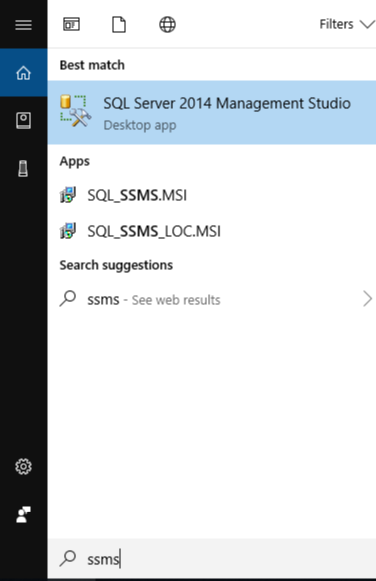 Filters
Best match
SQL Server 2014 Management Studio
Desktop app
Apps
SQL_SSMS.MSI
SQL_SSMS_LOC.MSI
Search suggestions
ssms - See web results
ssms